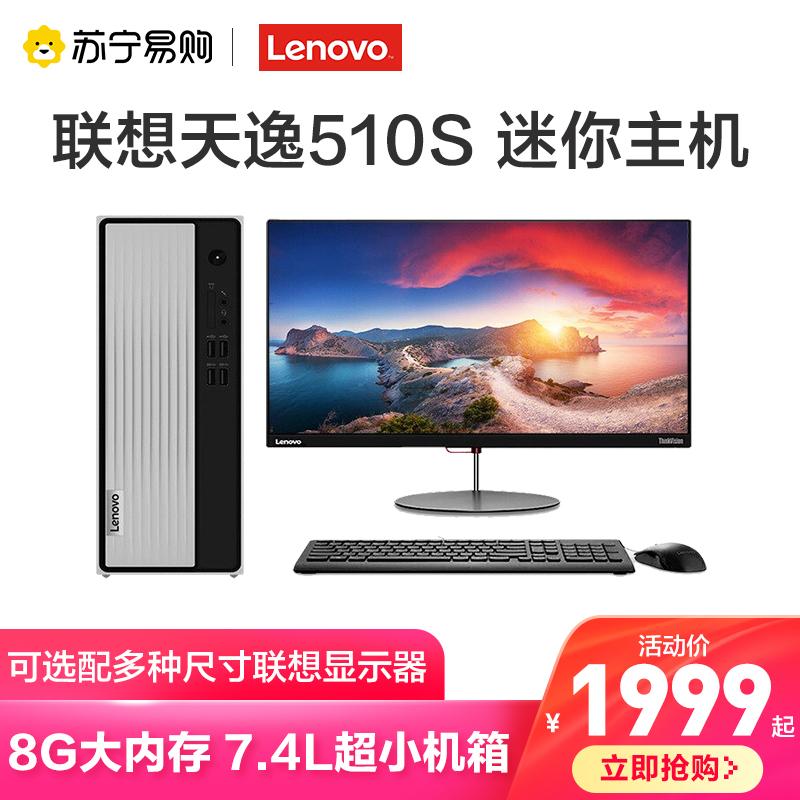 苏宁易购 Lenovo
联想天逸510S 迷你主机
Lenovo ThinkVision
Lenovo
Lenovo
可选配多种尺寸联想显示器
活动价
¥1999起
8G大内存 7.4L超小机箱
立即抢购>